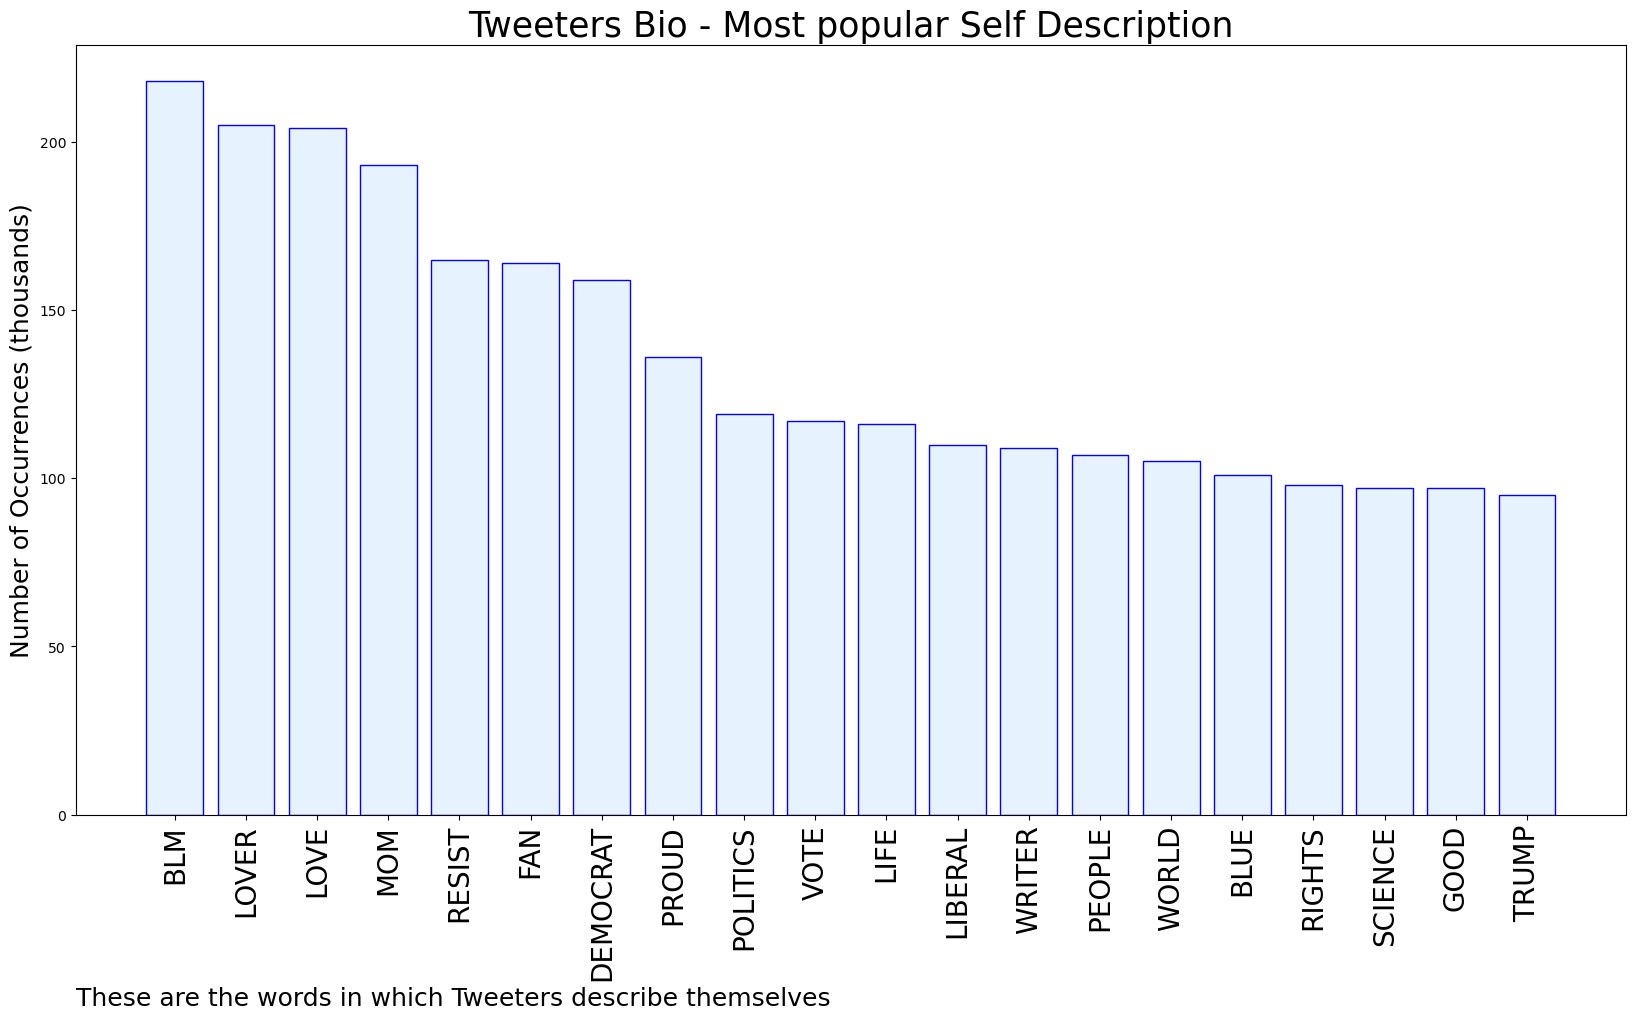 Tweeters Bio - Most popular Self Description
Number of Occurrences (thousands)
200
150
100
50
0
BLM
LOVER
LOVE
MOM
RESIST
FAN
DEMOCRAT
PROUD
POLITICS
VOTE
LIFE
LIBERAL
WRITER
PEOPLE
WORLD
BLUE
RIGHTS
SCIENCE
GOOD
TRUMP
These are the words in which Tweeters describe themselves